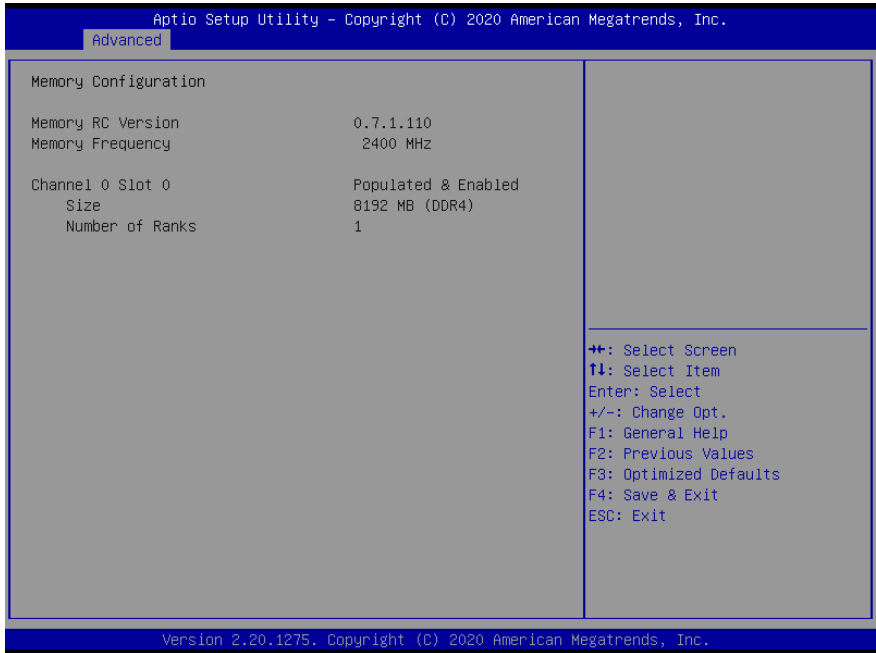 Aptio Setup Utility – Copyright (C) 2020 American Megatrends, Inc.
Advanced
Memory Configuration
Memory RC Version 0.7.1.110
Memory Frequency 2400 MHz
Channel 0 Slot 0 Populated & Enabled
Size 8192 MB (DDR4)
Number of Ranks 1
→←: Select Screen
↑↓: Select Item
Enter: Select
+/-: Change Opt.
F1: General Help
F2: Previous Values
F3: Optimized Defaults
F4: Save & Exit
ESC: Exit
Version 2.20.1275. Copyright (C) 2020 American Megatrends, Inc.